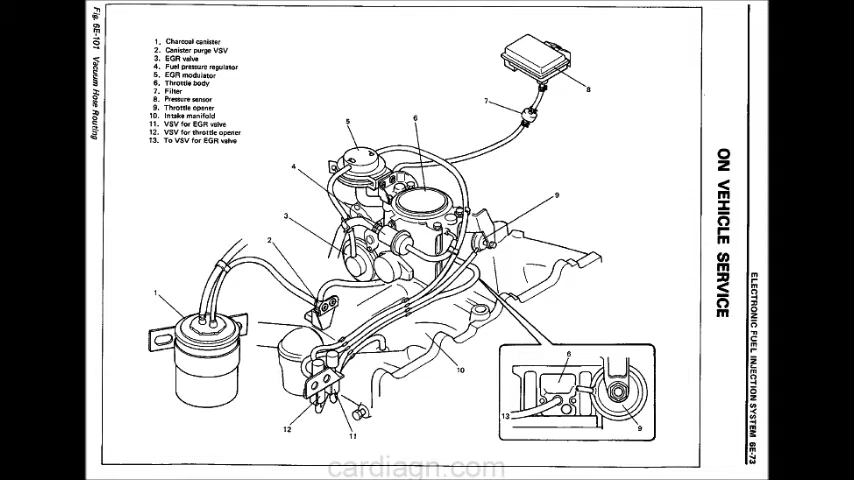 Fig. 6E-101 Vacuum Hose Routing
1. Charcoal canister
2. Canister purge VSV
3. EGR valve
4. Fuel pressure regulator
5. EGR modulator
6. Throttle body
7. Filter
8. Pressure sensor
9. Throttle opener
10. Intake manifold
11. VSV for EGR valve
12. VSV for throttle opener
13. To VSV for EGR valve
8
7
6
5
4
9
3
2
1
6
10
13
9
12
11
ON VEHICLE SERVICE
ELECTRONIC FUEL INJECTION SYSTEM 6E-73
cardiagn.com